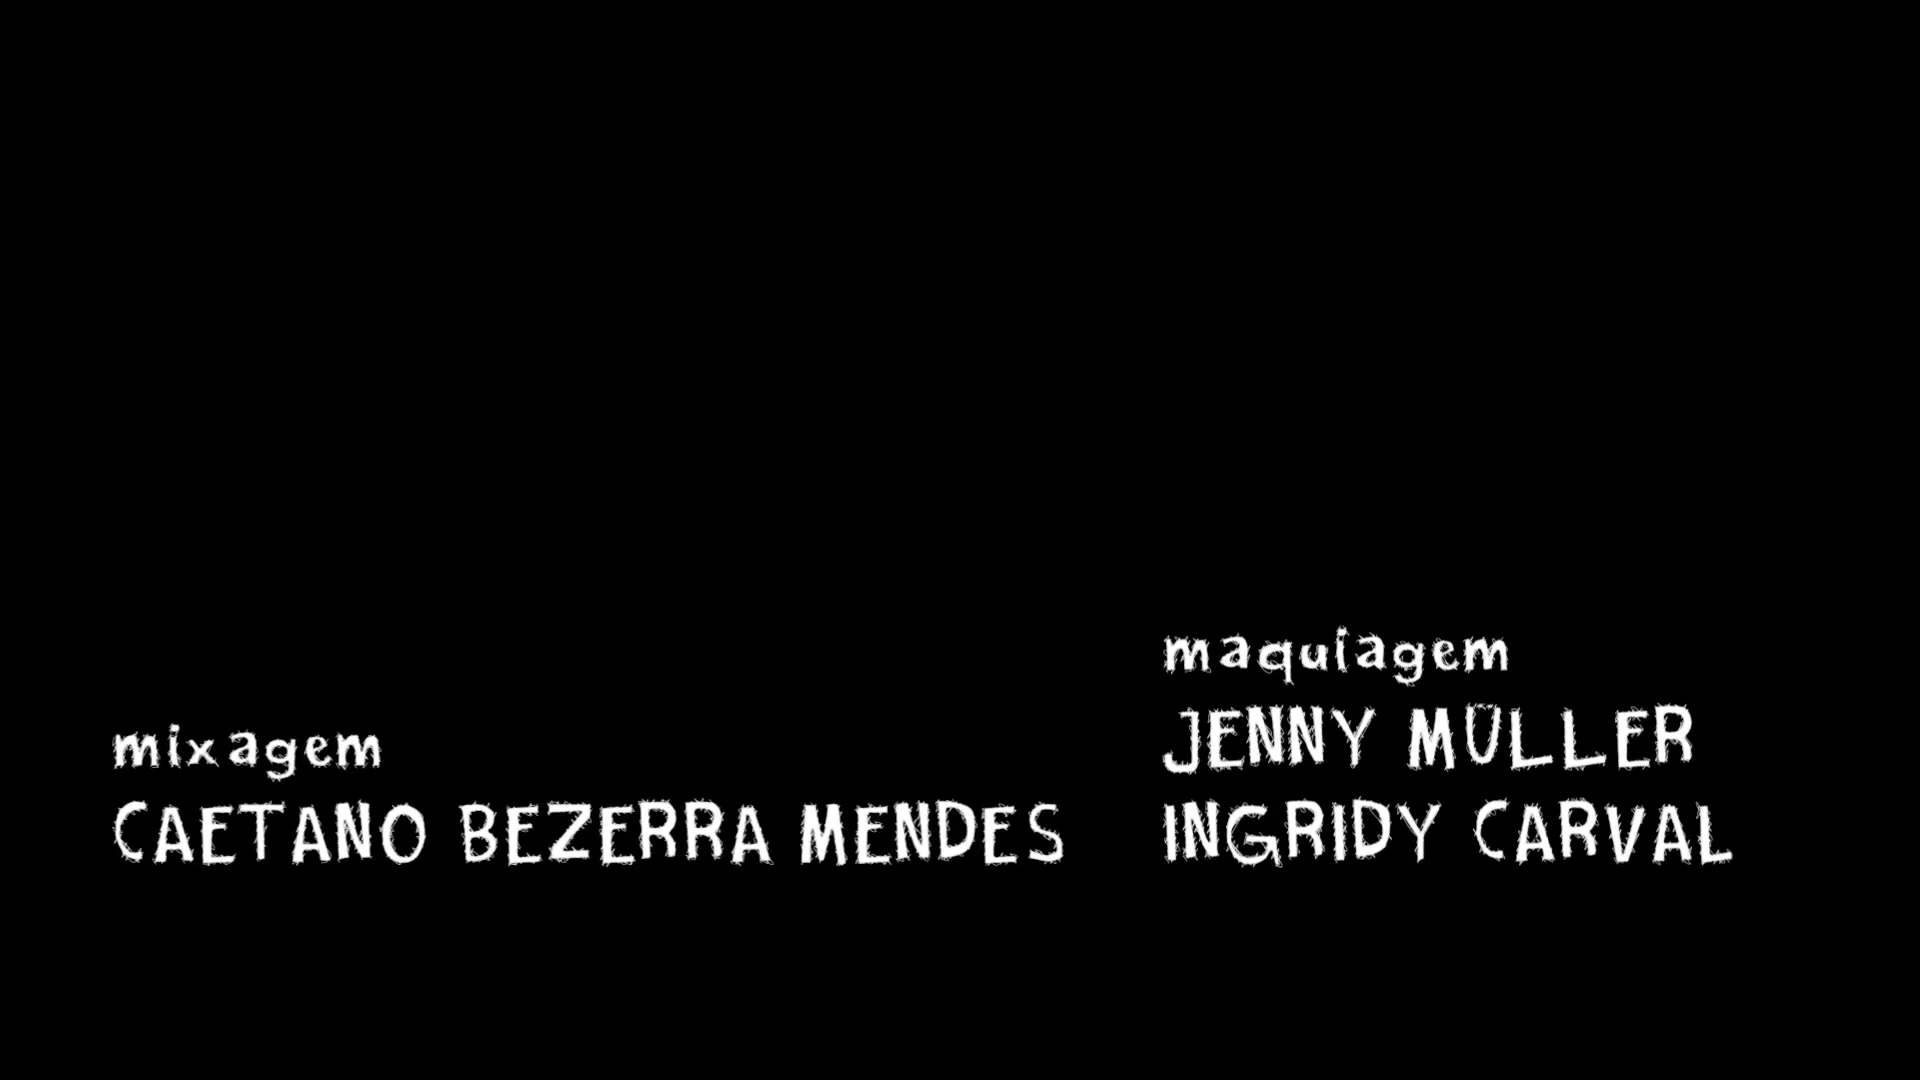 mixagem
CAETANO BEZERRA MENDES
maquiagem
JENNY MÜLLER
INGRIDY CARVAL